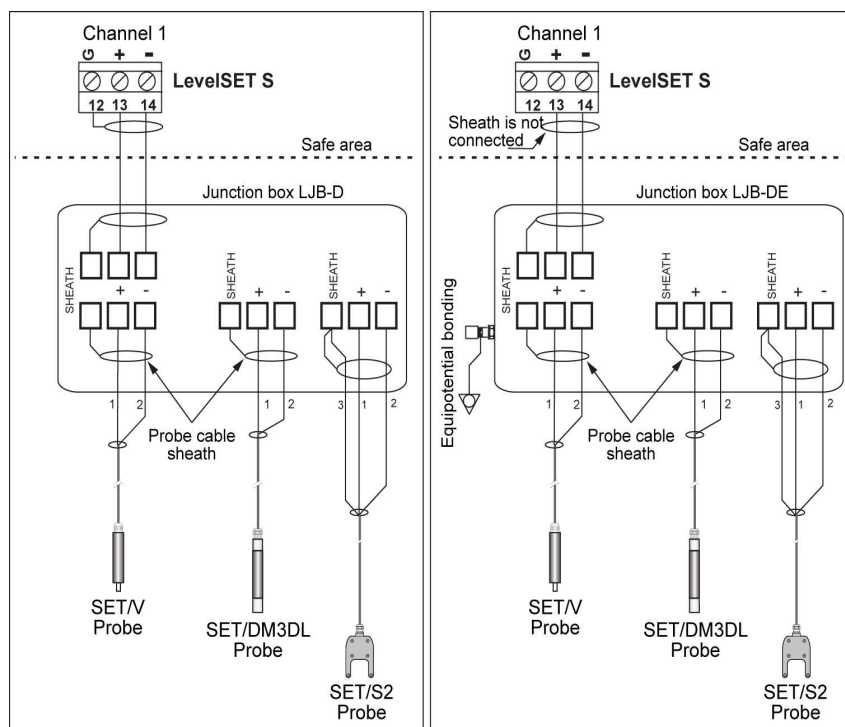 Channel 1
G + -
LevelSET S
12 13 14
Safe area
Junction box LJB-D
SHEATH
+ -
SHEATH
+ -
SHEATH
+ -
1 2
1 2
3 1 2
Probe cable
sheath
SET/V
Probe
SET/DM3DL
Probe
SET/S2
Probe
Channel 1
G + -
LevelSET S
12 13 14
Sheath is not
connected
Safe area
Junction box LJB-DE
SHEATH
+ -
SHEATH
+ -
SHEATH
+ -
Equipotential bonding
1 2
1 2
3 1 2
Probe cable
sheath
SET/V
Probe
SET/DM3DL
Probe
SET/S2
Probe